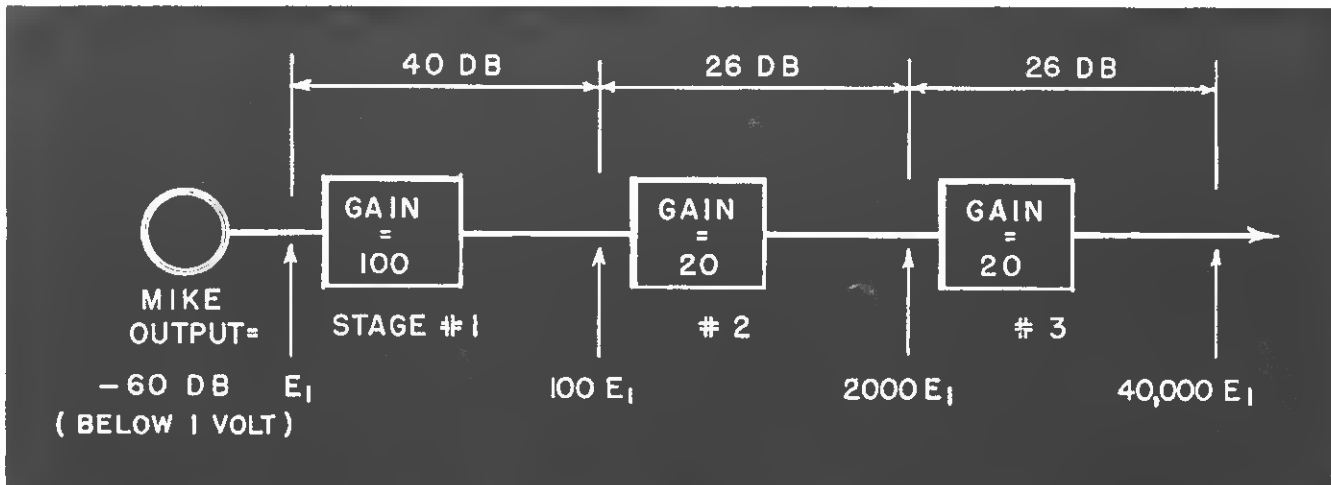 40 DB
26 DB
26 DB
GAIN
=
100
GAIN
=
20
GAIN
=
20
MIKE
OUTPUT=
-60 DB
(BELOW 1 VOLT)
STAGE #1
#2
#3
E1
100 E1
2000 E1
40,000 E1